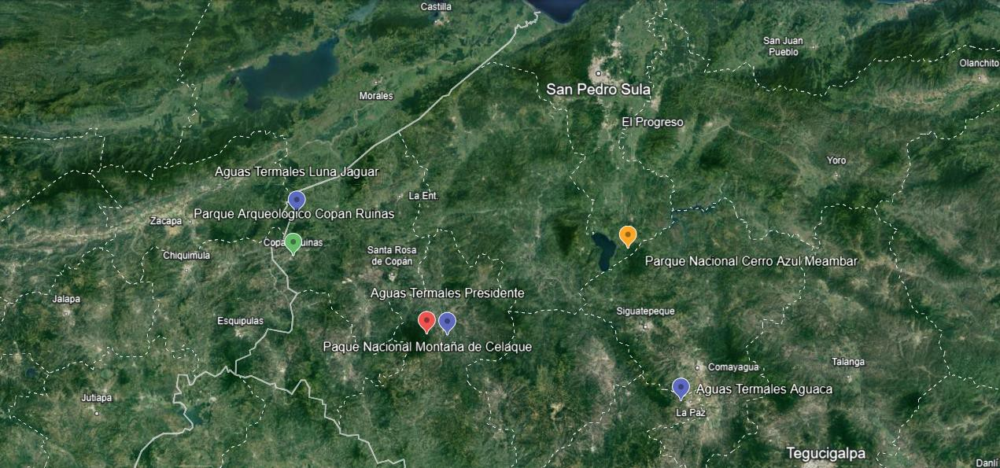 Castilla
San Juan
Pueblo
Olanchito
San Pedro Sula
Morales
El Progreso
Yoro
Aguas Termales Luna Jaguar
La Ent.
Parque Arqueológico Copan Ruinas
Zacapa
Copa Ruinas
Chiquimula
Santa Rosa
de Copán
Parque Nacional Cerro Azul Meambar
Jalapa
Aguas Termales Presidente
Siguatepeque
Esquipulas
Paque Nacional Montaña de Celaque
Talanga
Comayagua
Aguas Termales Aguaca
Jutiapa
La Paz
Tegucigalpa
Danlí